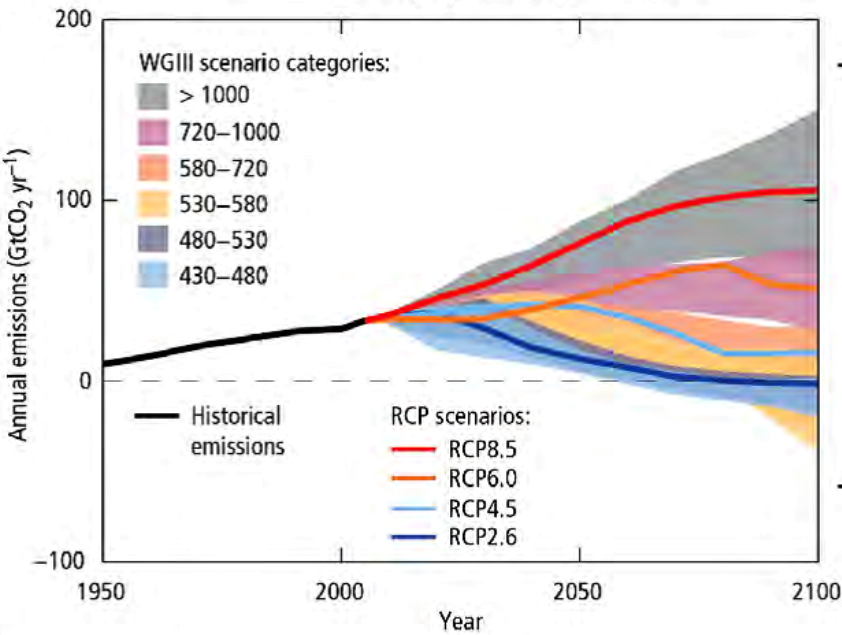 200
WGIII scenario categories:
> 1000
720–1000
580–720
530–580
480–530
430–480
100
Annual emissions (GtCO₂ yr⁻¹)
0
Historical
emissions
RCP scenarios:
RCP8.5
RCP6.0
RCP4.5
RCP2.6
–100
1950
2000
2050
2100
Year